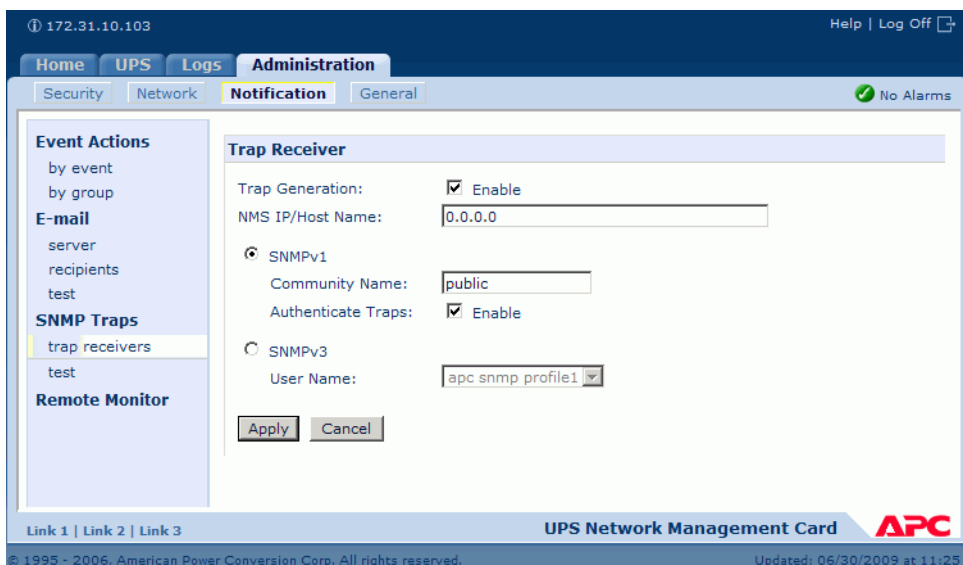 172.31.10.103
Help | Log Off
Home UPS Logs Administration
Security Network Notification General
No Alarms
Event Actions
by event
by group
E-mail
server
recipients
test
SNMP Traps
trap receivers
test
Remote Monitor
Trap Receiver
Trap Generation: Enable
NMS IP/Host Name: 0.0.0.0
SNMPv1
Community Name: public
Authenticate Traps: Enable
SNMPv3
User Name: apc snmp profile1
Apply Cancel
Link 1 | Link 2 | Link 3
UPS Network Management Card
APC
© 1995 - 2006, American Power Conversion Corp. All rights reserved.
Updated: 06/30/2009 at 11:25